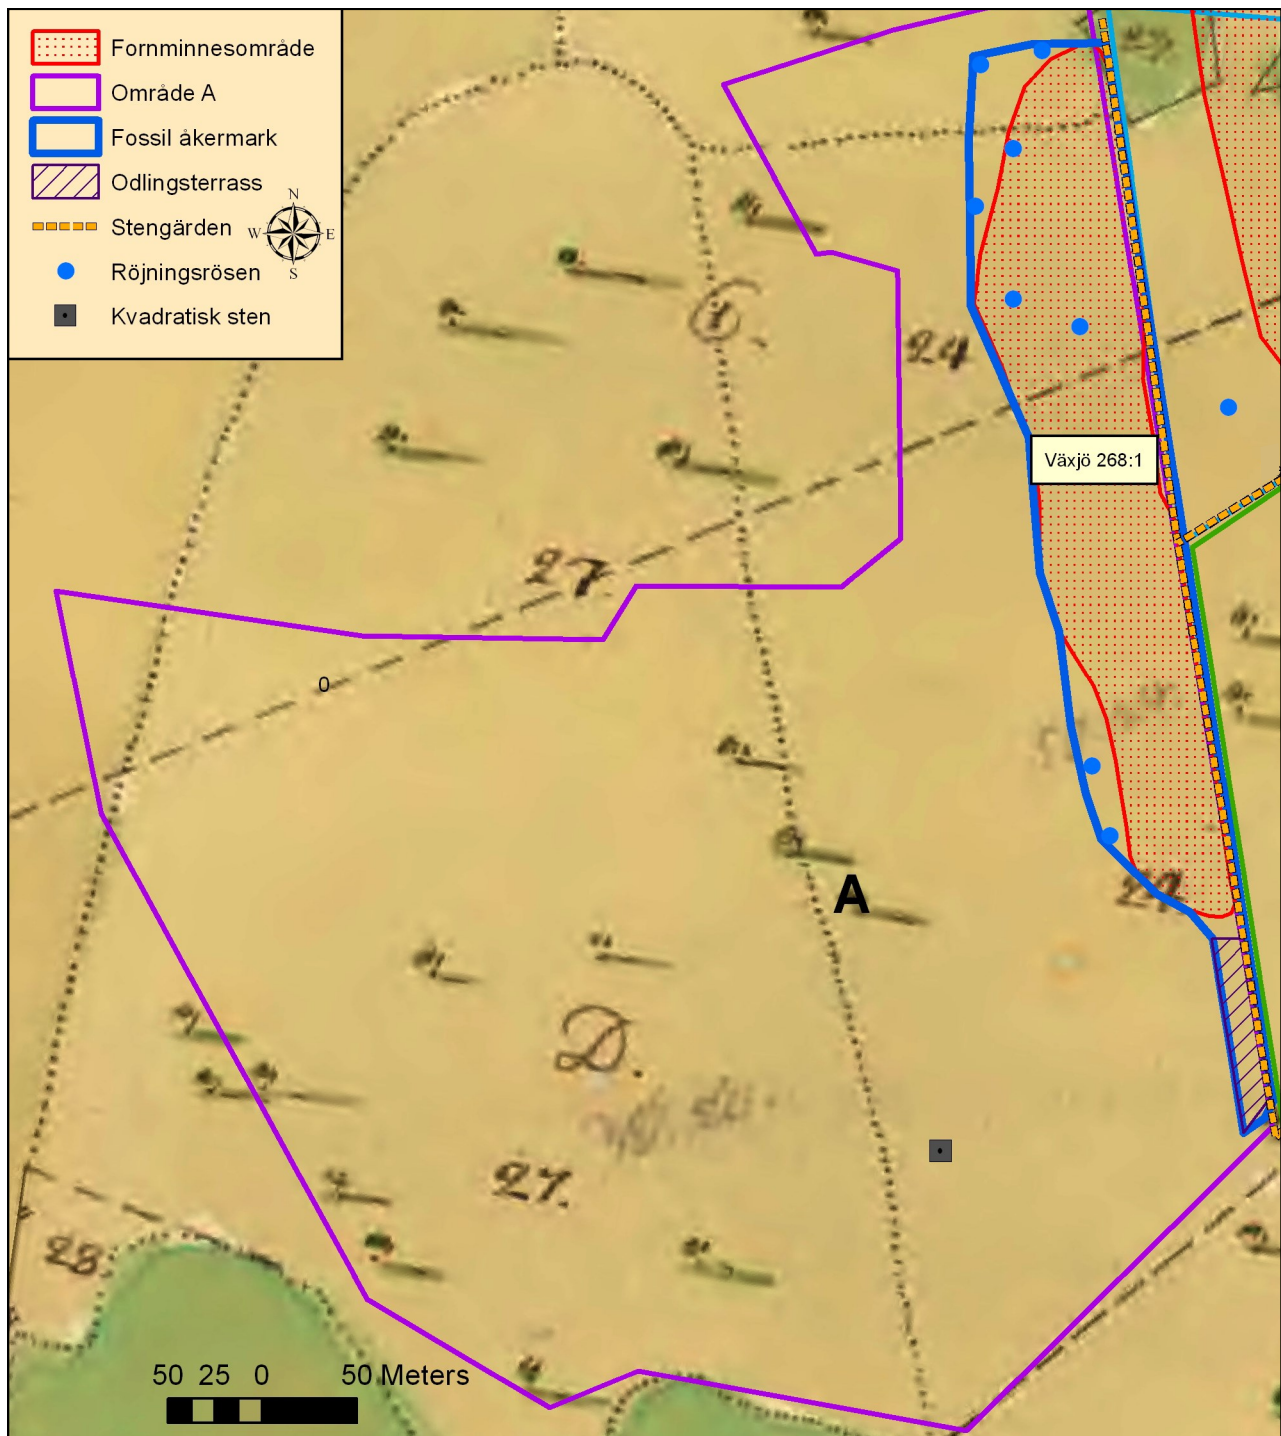 Fornminnesområde
Område A
Fossil åkermark
Odlingsterrass
Stengärden
Röjningsrösen
Kvadratisk sten
N
W E
S
24
Växjö 268:1
27.
0
A
27
D.
27.
28
50 25 0 50 Meters